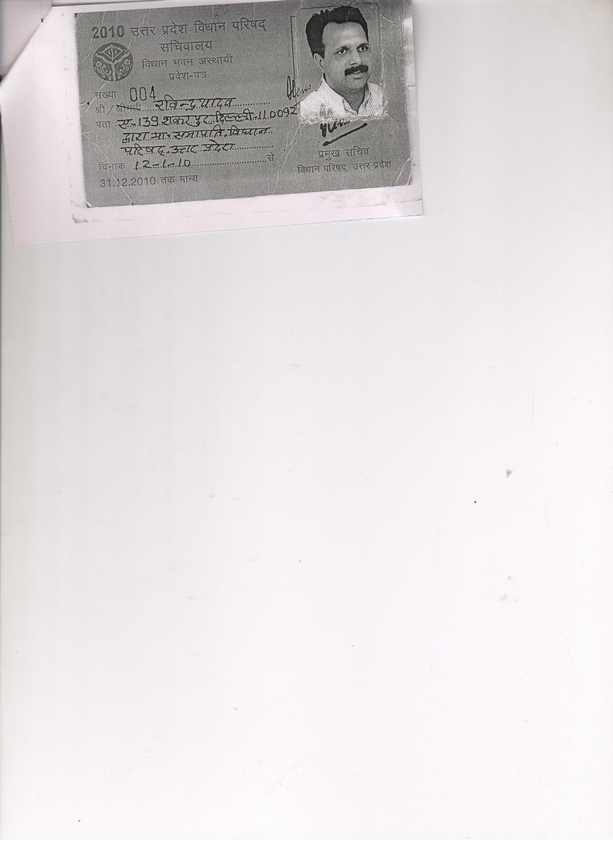 2010 उत्तर प्रदेश विधान परिषद्
सचिवालय
विधान भवन अस्थायी
प्रवेश-पत्र
संख्या 004
श्री / श्रीमती रविन्द्र यादव
पता ए-139 शकर पुर, दिल्ली-110092
द्वारा मा. सभापति, विधान
परिषद्, उत्तर प्रदेश
दिनांक 12-1-10 से
31.12.2010 तक मान्य
प्रमुख सचिव
विधान परिषद्, उत्तर प्रदेश